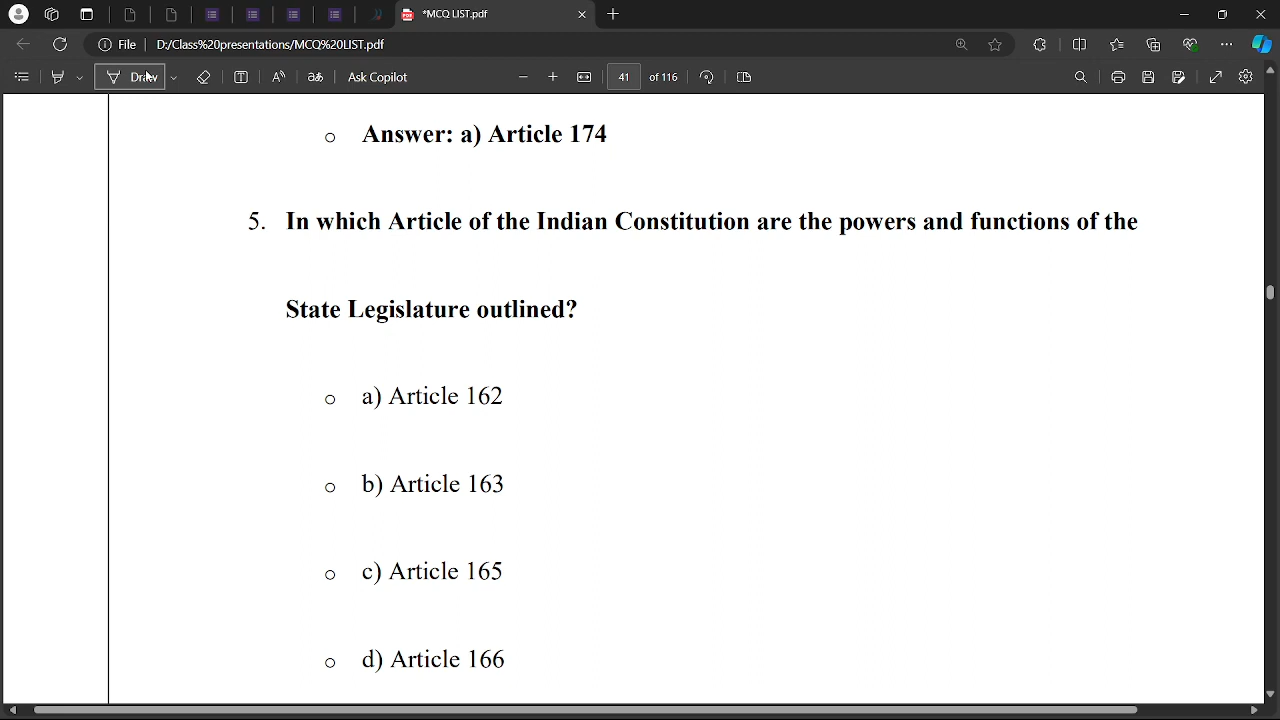 *MCQ LIST.pdf
File D:/Class%20presentations/MCQ%20LIST.pdf
Draw Ask Copilot 41 of 116
Answer: a) Article 174
5. In which Article of the Indian Constitution are the powers and functions of the
State Legislature outlined?
a) Article 162
b) Article 163
c) Article 165
d) Article 166